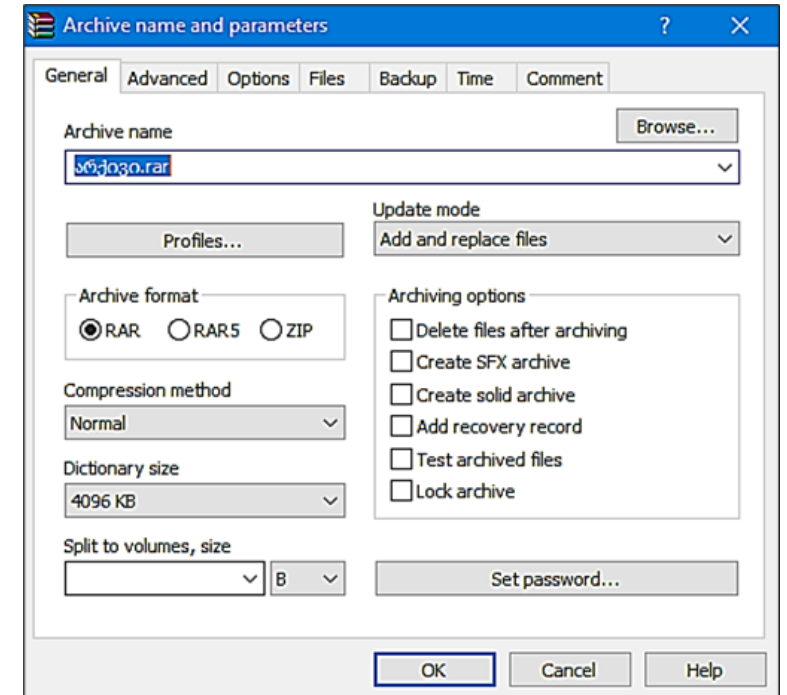 Archive name and parameters
?
General Advanced Options Files Backup Time Comment
Archive name
Browse...
არქივი.rar
Update mode
Profiles...
Add and replace files
Archive format
RAR RAR5 ZIP
Archiving options
Delete files after archiving
Create SFX archive
Create solid archive
Add recovery record
Test archived files
Lock archive
Compression method
Normal
Dictionary size
4096 KB
Split to volumes, size
B
Set password...
OK Cancel Help